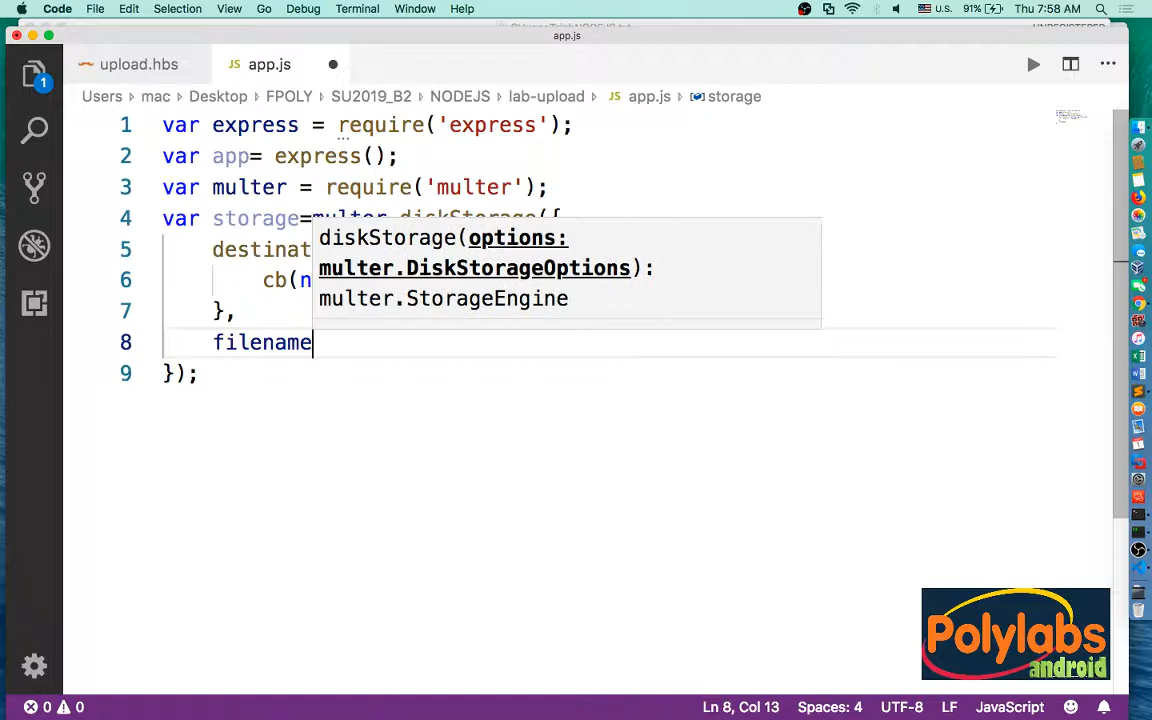 Code File Edit Selection View Go Debug Terminal Window Help U.S. 91% Thu 7:58 AM
app.js
upload.hbs JS app.js
Users > mac > Desktop > FPOLY > SU2019_B2 > NODEJS > lab-upload > JS app.js > storage
1
1 var express = require('express');
2 var app= express();
3 var multer = require('multer');
4 var storage=multer.diskStorage({
5 destinat
6 cb(n
7 },
8 filename
9 });
diskStorage(options:
multer.DiskStorageOptions):
multer.StorageEngine
Polylabs
android
0 0 Ln 8, Col 13 Spaces: 4 UTF-8 LF JavaScript